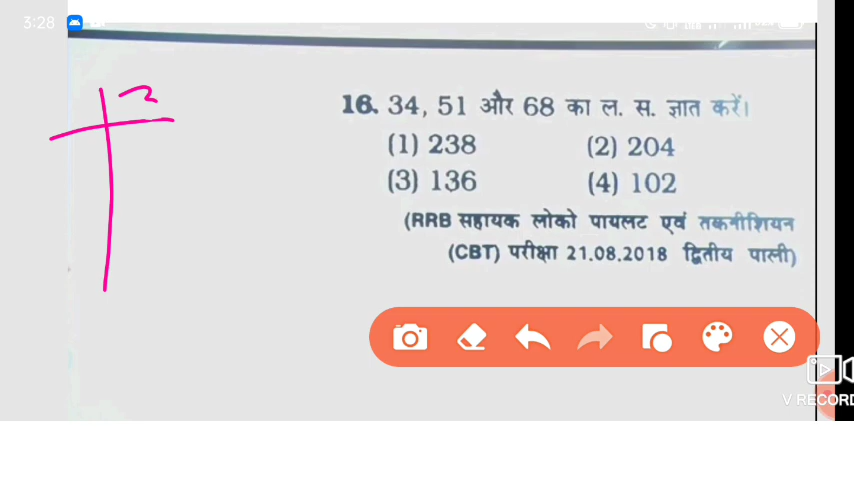 3:28
16. 34, 51 और 68 का ल. स. ज्ञात करें।
(1) 238 (2) 204
(3) 136 (4) 102
(RRB सहायक लोको पायलट एवं तकनीशियन
(CBT) परीक्षा 21.08.2018 द्वितीय पाली)
V RECORD